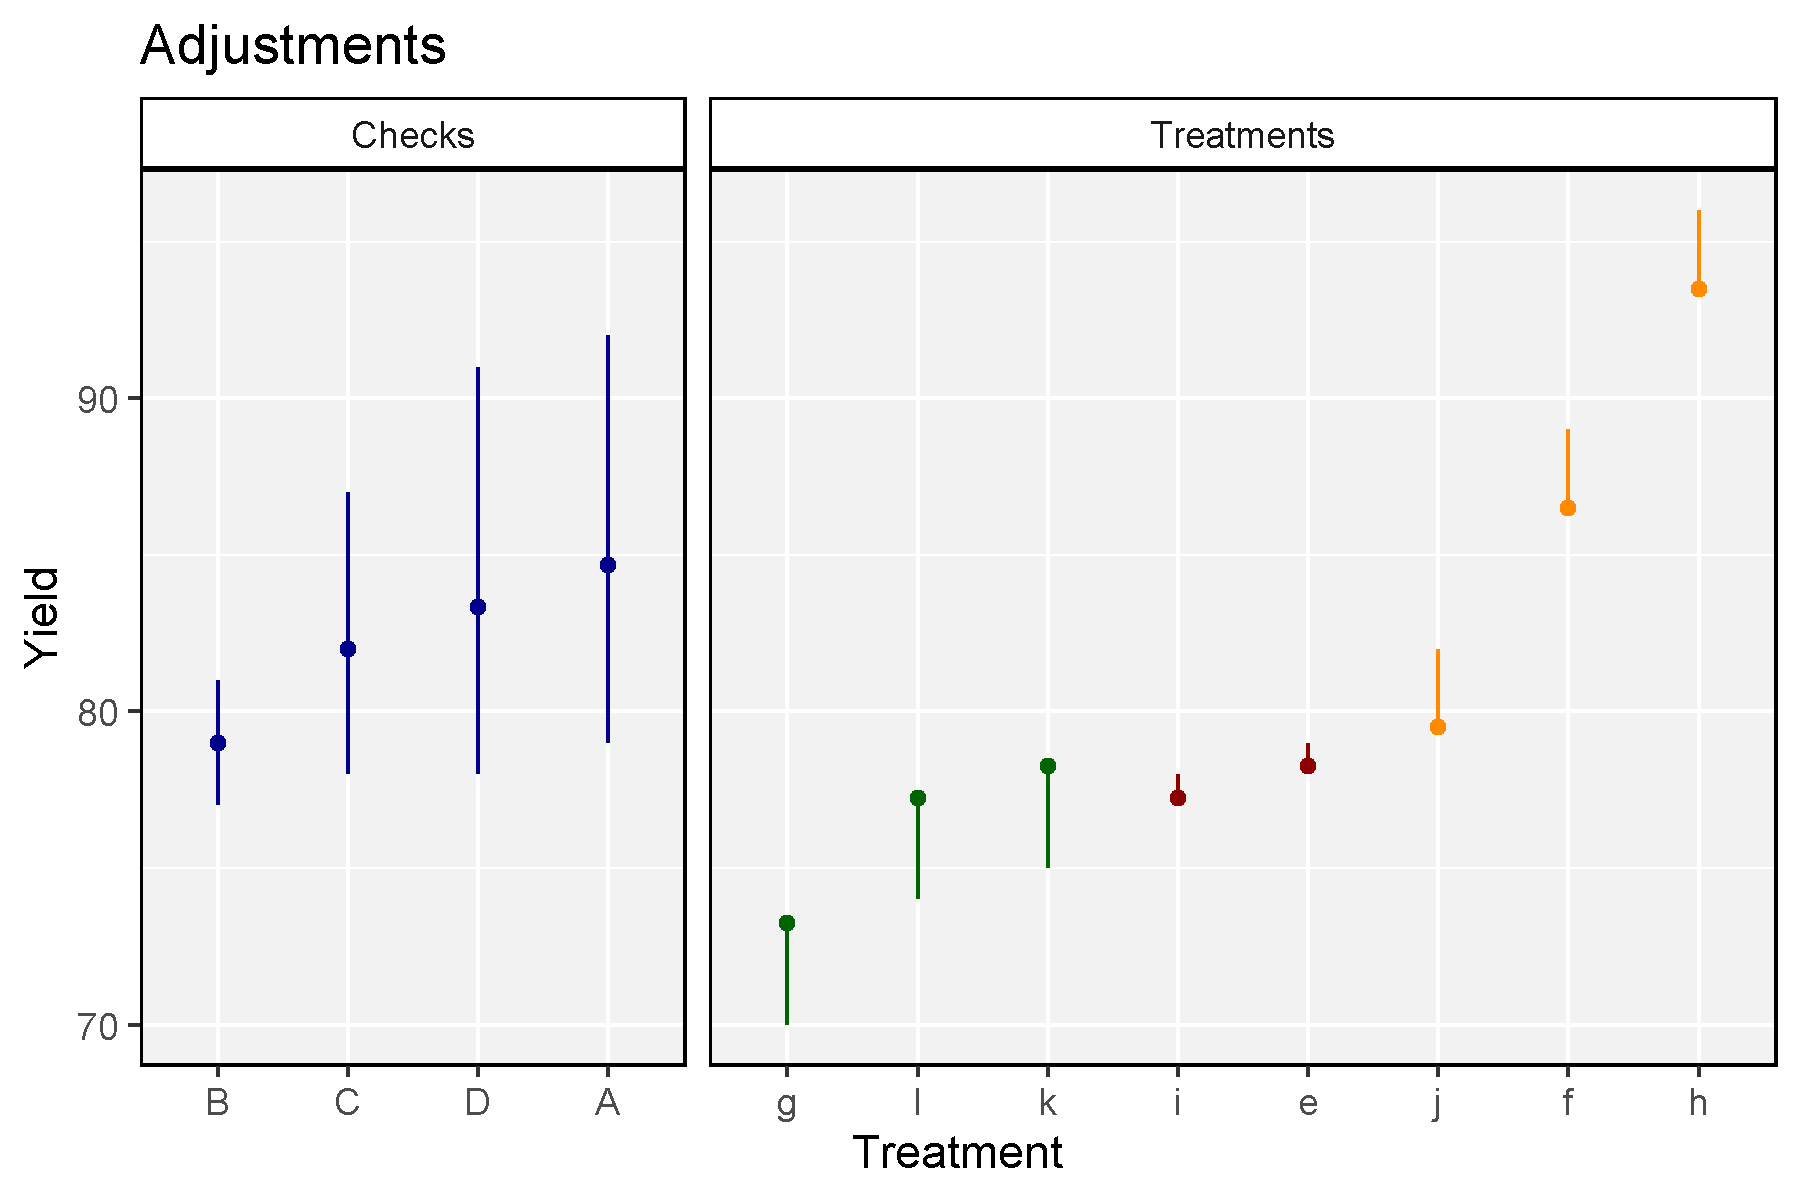 Adjustments
Checks
Treatments
Yield
90
80
70
B C D A g l k i e j f h
Treatment